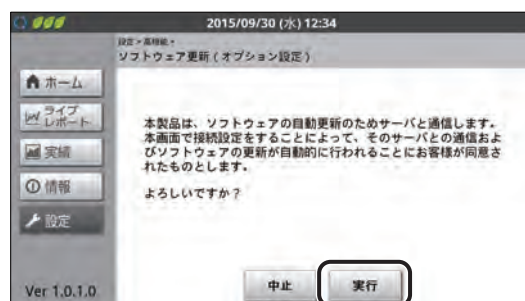 2015/09/30 (水) 12:34
設定 > 高機能 >
ソフトウェア更新 ( オプション設定 )
ホーム
ライブ
レポート
実績
情報
設定
本製品は、ソフトウェアの自動更新のためサーバと通信します。
本画面で接続設定をすることによって、そのサーバとの通信およ
びソフトウェアの更新が自動的に行われることにお客様が同意さ
れたものとします。
よろしいですか？
中止
実行
Ver 1.0.1.0